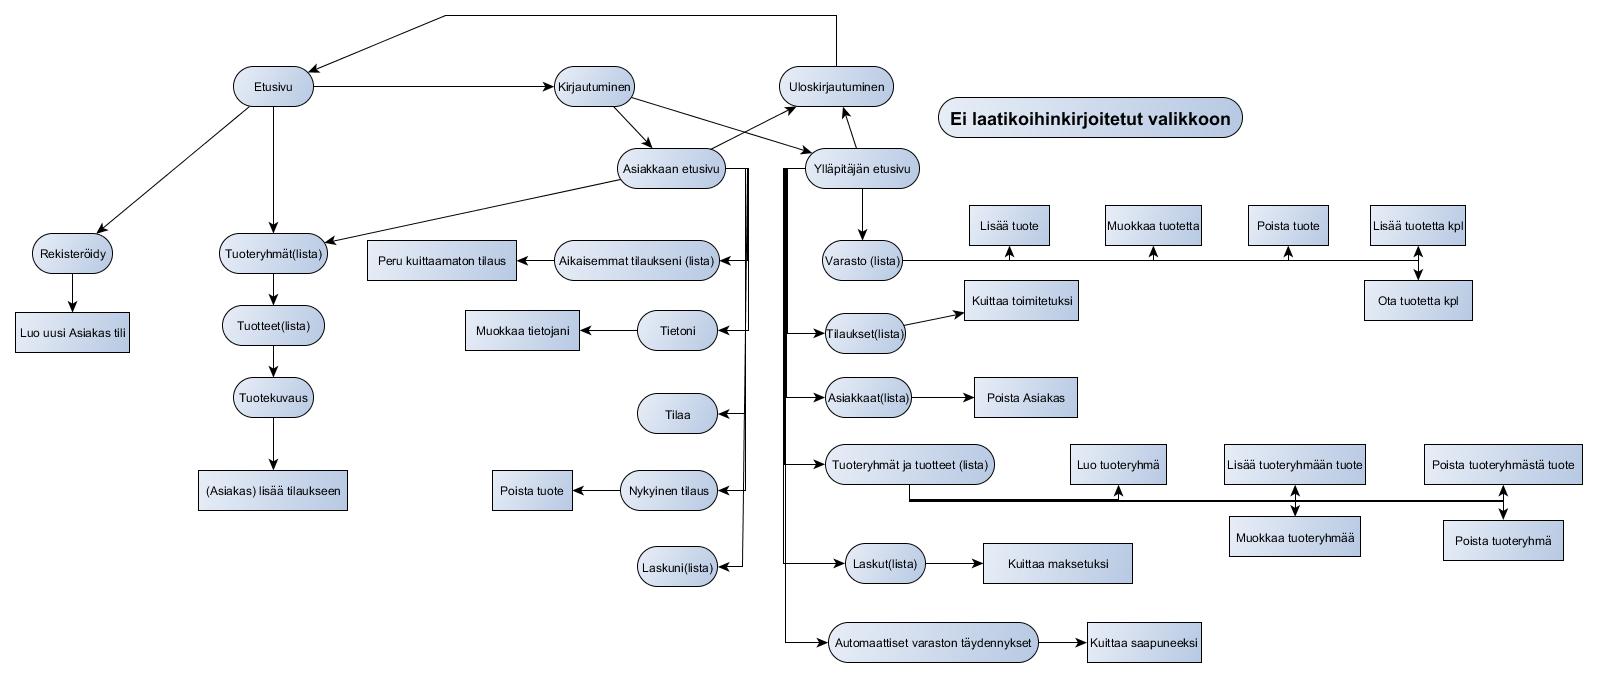 Etusivu
Kirjautuminen
Uloskirjautuminen
Ei laatikoihinkirjoitetut valikkoon
Asiakkaan etusivu
Ylläpitäjän etusivu
Lisää tuote
Muokkaa tuotetta
Poista tuote
Lisää tuotetta kpl
Rekisteröidy
Tuoteryhmät(lista)
Peru kuittaamaton tilaus
Aikaisemmat tilaukseni (lista)
Varasto (lista)
Kuittaa toimitetuksi
Ota tuotetta kpl
Luo uusi Asiakas tili
Tuotteet(lista)
Muokkaa tietojani
Tietoni
Tilaukset(lista)
Tuotekuvaus
Tilaa
Asiakkaat(lista)
Poista Asiakas
Tuoteryhmät ja tuotteet (lista)
Luo tuoteryhmä
Lisää tuoteryhmään tuote
Poista tuoteryhmästä tuote
(Asiakas) lisää tilaukseen
Poista tuote
Nykyinen tilaus
Muokkaa tuoteryhmää
Poista tuoteryhmä
Laskuni(lista)
Laskut(lista)
Kuittaa maksetuksi
Automaattiset varaston täydennykset
Kuittaa saapuneeksi